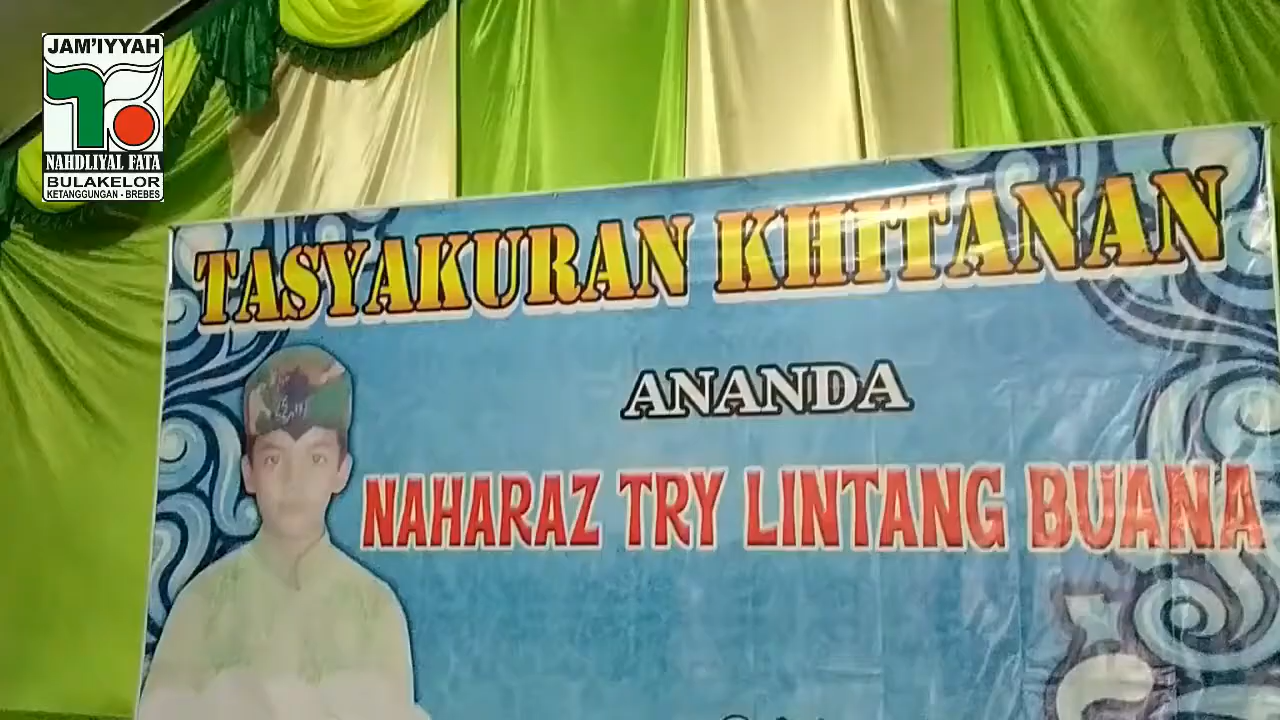 JAM'IYYAH
NAHDLIYAL FATA
BULAKELOR
KETANGGUNGAN - BREBES
TASYAKURAN KHITANAN
ANANDA
NAHARAZ TRY LINTANG BUANA